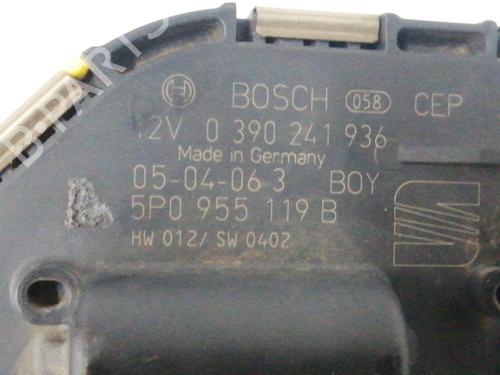 BOSCH 058 CEP
12V 0 390 241 936
Made in Germany
05-04-06 3 BOY
5P0 955 119 B
HW 012/ SW 0402